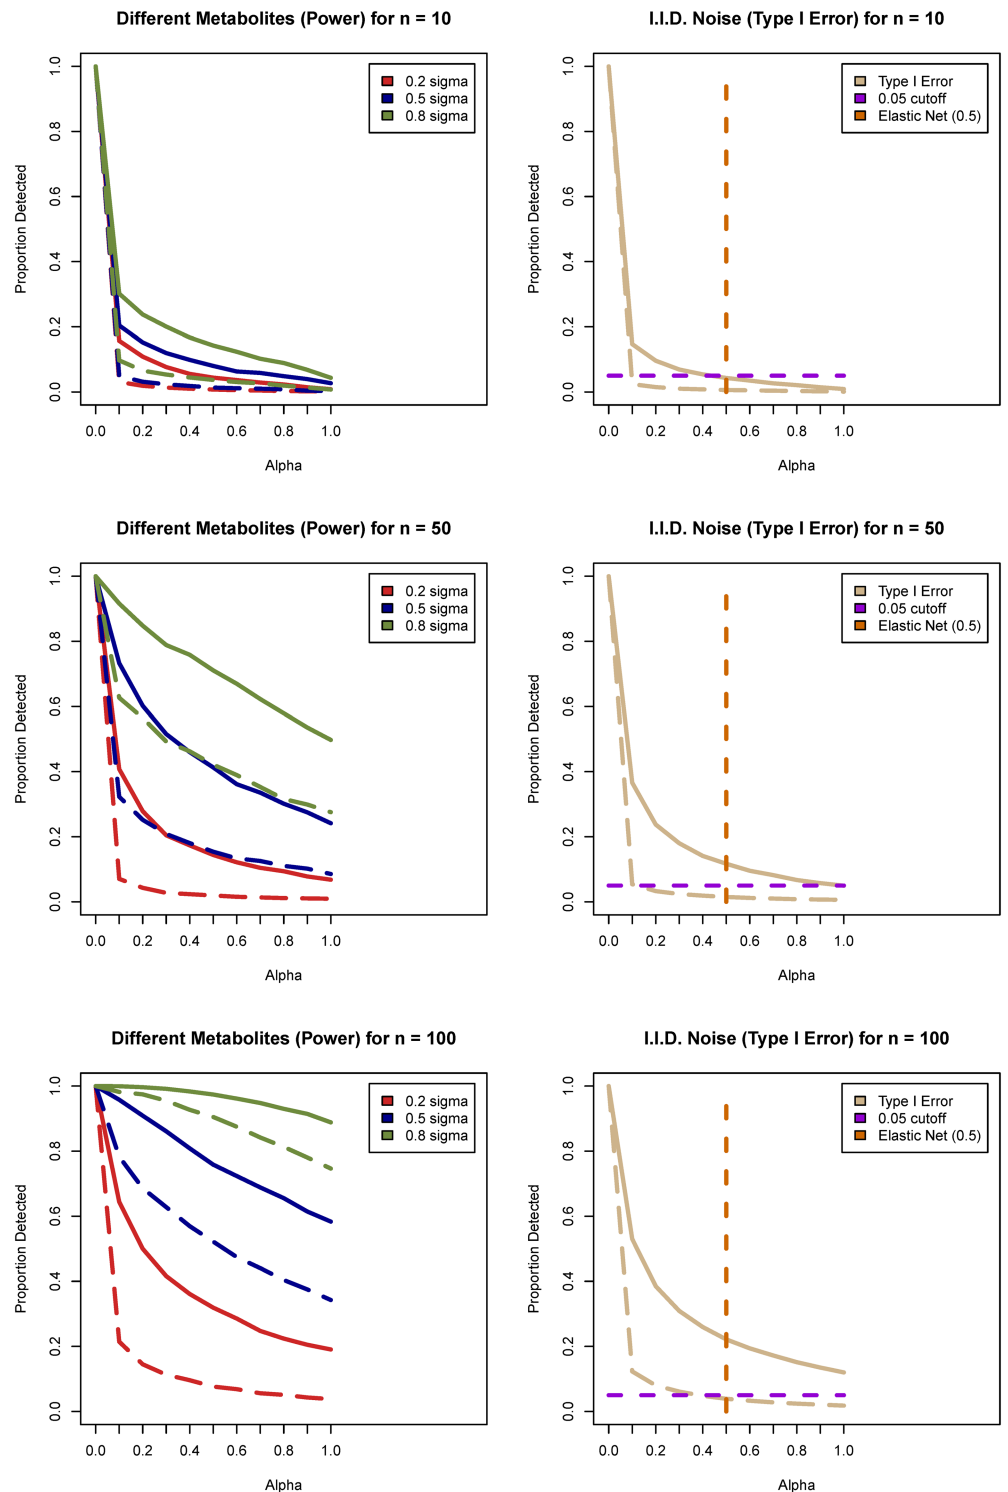 Different Metabolites (Power) for n = 10
Proportion Detected
1.0
0.8
0.6
0.4
0.2
0.0
0.2 sigma
0.5 sigma
0.8 sigma
0.0 0.2 0.4 0.6 0.8 1.0
Alpha
I.I.D. Noise (Type I Error) for n = 10
Proportion Detected
1.0
0.8
0.6
0.4
0.2
0.0
Type I Error
0.05 cutoff
Elastic Net (0.5)
0.0 0.2 0.4 0.6 0.8 1.0
Alpha
Different Metabolites (Power) for n = 50
Proportion Detected
1.0
0.8
0.6
0.4
0.2
0.0
0.2 sigma
0.5 sigma
0.8 sigma
0.0 0.2 0.4 0.6 0.8 1.0
Alpha
I.I.D. Noise (Type I Error) for n = 50
Proportion Detected
1.0
0.8
0.6
0.4
0.2
0.0
Type I Error
0.05 cutoff
Elastic Net (0.5)
0.0 0.2 0.4 0.6 0.8 1.0
Alpha
Different Metabolites (Power) for n = 100
Proportion Detected
1.0
0.8
0.6
0.4
0.2
0.0
0.2 sigma
0.5 sigma
0.8 sigma
0.0 0.2 0.4 0.6 0.8 1.0
Alpha
I.I.D. Noise (Type I Error) for n = 100
Proportion Detected
1.0
0.8
0.6
0.4
0.2
0.0
Type I Error
0.05 cutoff
Elastic Net (0.5)
0.0 0.2 0.4 0.6 0.8 1.0
Alpha